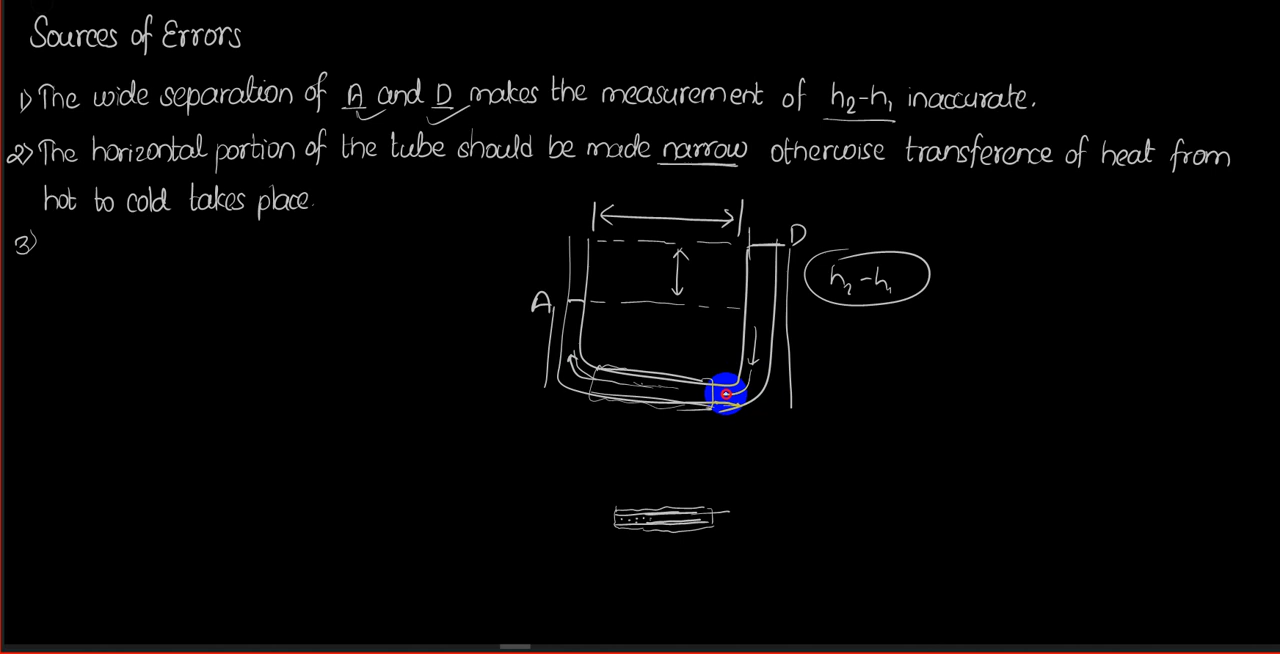 Sources of Errors
1) The wide separation of A and D makes the measurement of h₂-h₁ inaccurate.
2) The horizontal portion of the tube should be made narrow otherwise transference of heat from
hot to cold takes place.
3)
D
h₂-h₁
A